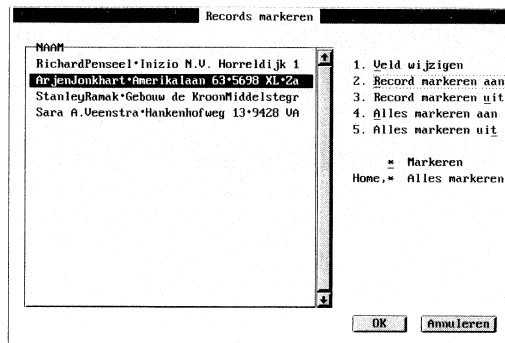 Records markeren
NAAM
RichardPenseel•Inizio N.V. Horreldijk 1
ArjenJonkhart•Amerikalaan 63•5698 XL•Za
StanleyRamak•Gebouw de KroonMiddelstegr
Sara A.Veenstra•Hankenhofweg 13•9428 VA
1. Veld wijzigen
2. Record markeren aan
3. Record markeren uit
4. Alles markeren aan
5. Alles markeren uit
* Markeren
Home,* Alles markeren
OK Annuleren